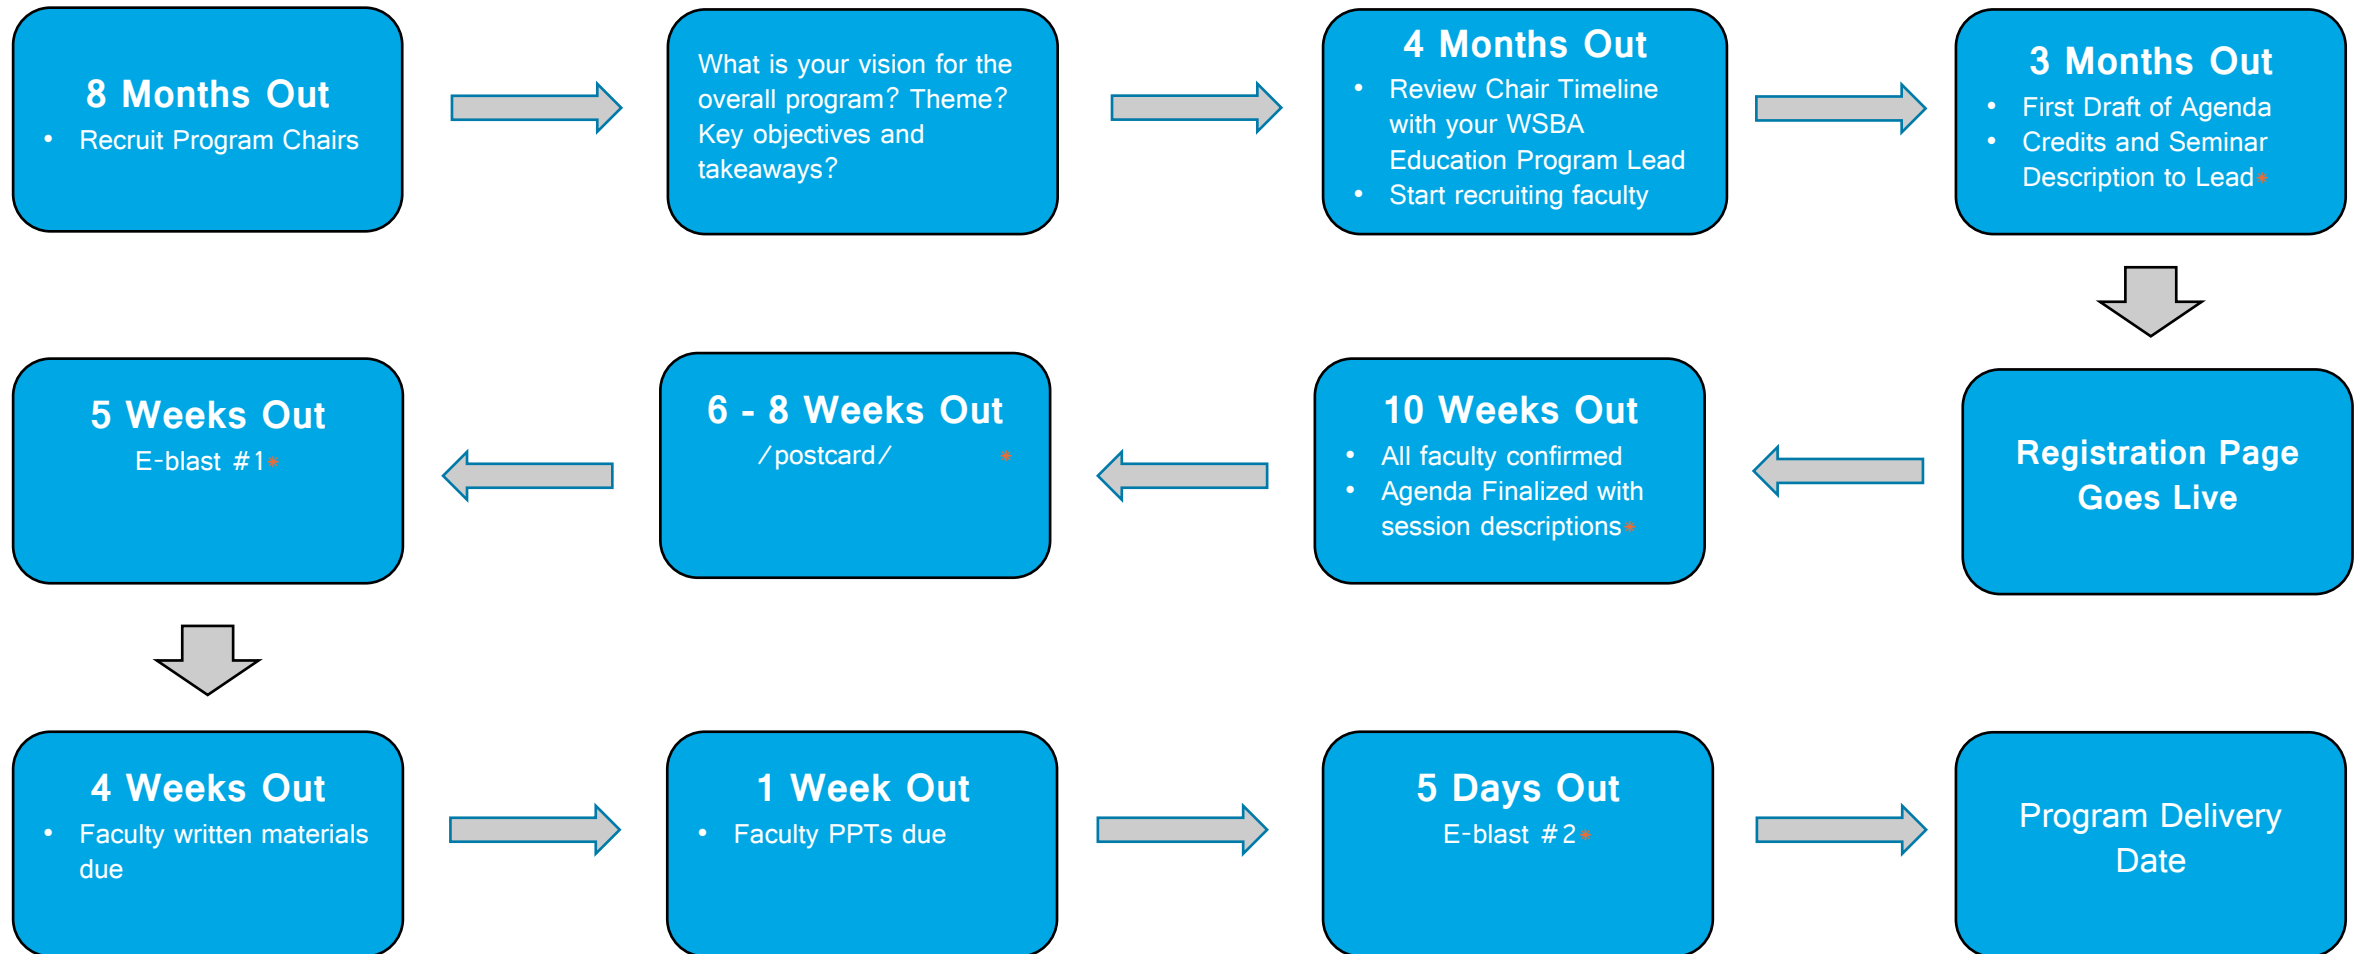 8 Months Out
• Recruit Program Chairs
What is your vision for the
overall program? Theme?
Key objectives and
takeaways?
4 Months Out
• Review Chair Timeline
with your WSBA
Education Program Lead
• Start recruiting faculty
3 Months Out
• First Draft of Agenda
• Credits and Seminar
Description to Lead*
Registration Page
Goes Live
10 Weeks Out
• All faculty confirmed
• Agenda Finalized with
session descriptions*
6 - 8 Weeks Out
/postcard/ *
5 Weeks Out
E-blast #1*
4 Weeks Out
• Faculty written materials
due
1 Week Out
• Faculty PPTs due
5 Days Out
E-blast #2*
Program Delivery
Date